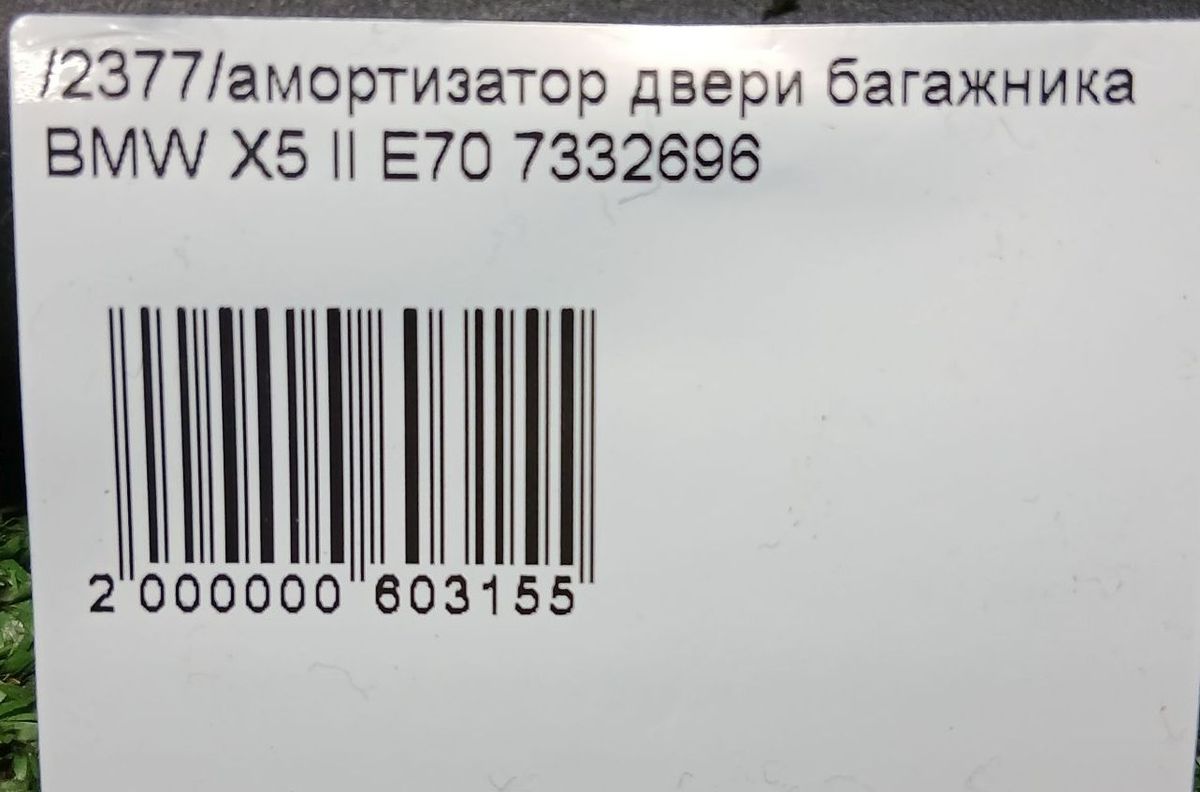 /2377/амортизатор двери багажника
BMW X5 II E70 7332696
2 000000 603155